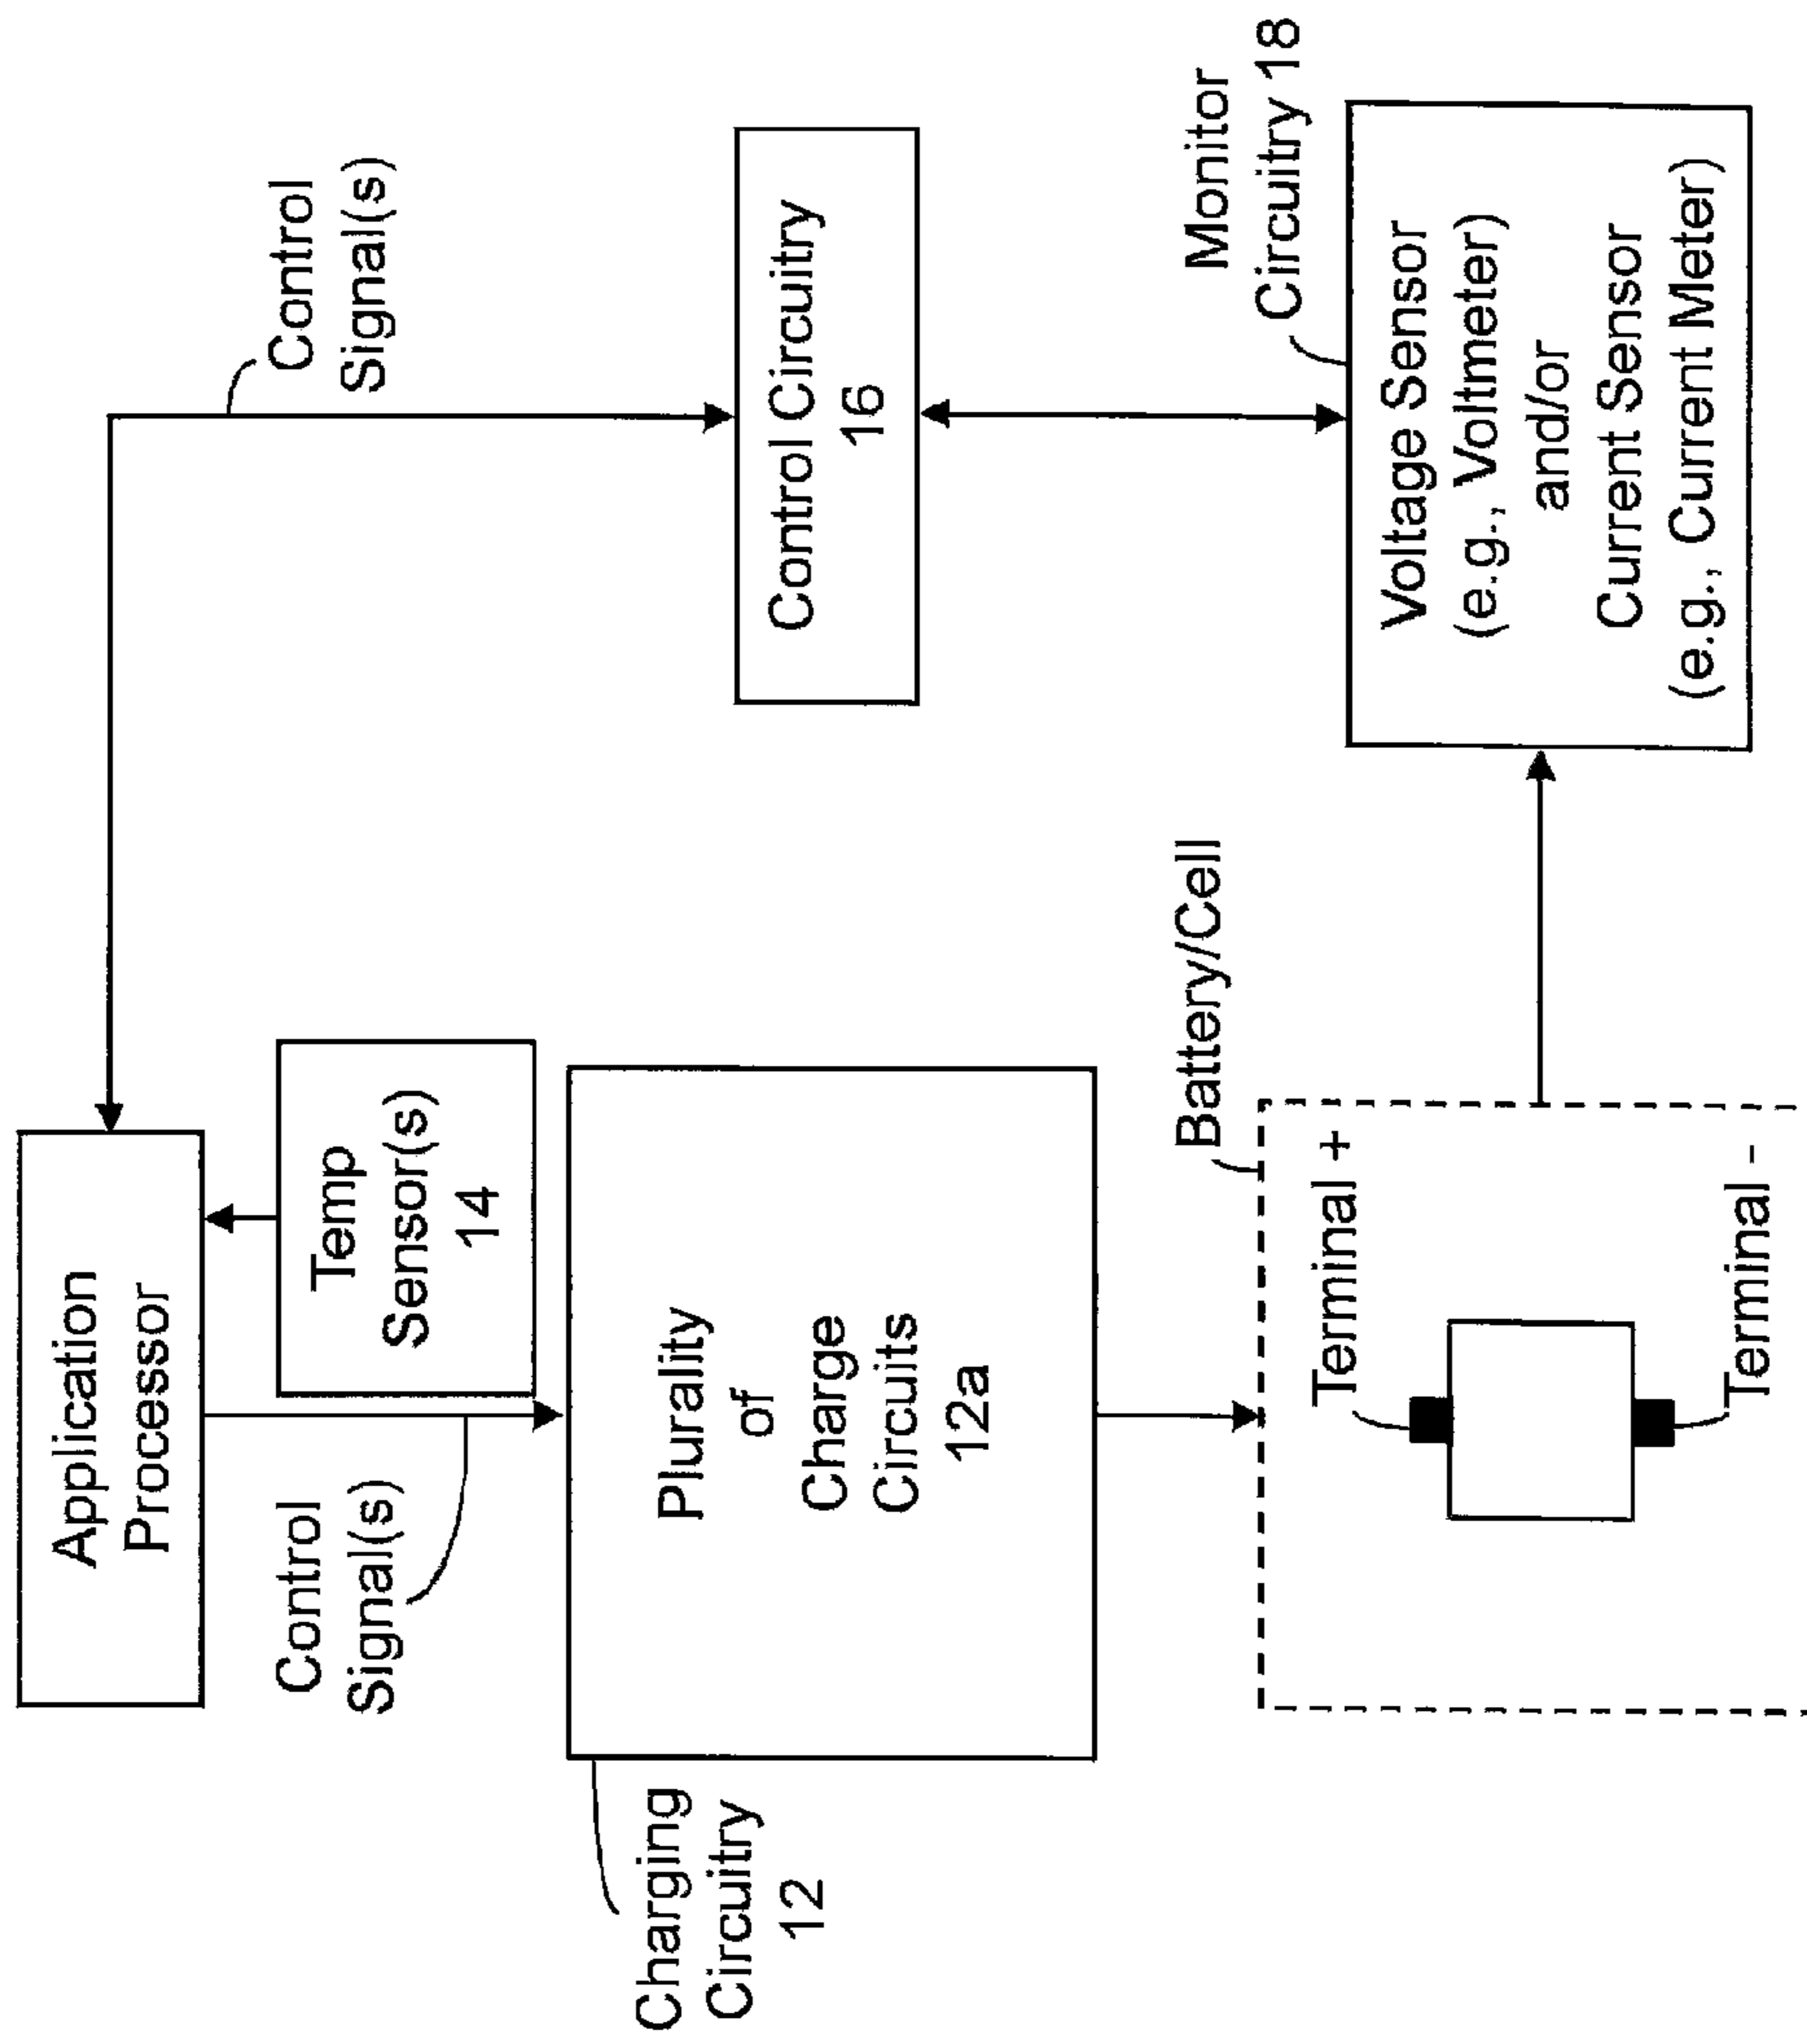 Application
Processor
Control
Signal(s)
Temp
Sensor(s)
14
Control
Signal(s)
Charging
Circuitry
12
Plurality
of
Charge
Circuits
12a
Control Circuitry
16
Battery/Cell
Terminal +
Terminal -
Monitor
Circuitry 18
Voltage Sensor
(e.g., Voltmeter)
and/or
Current Sensor
(e.g., Current Meter)